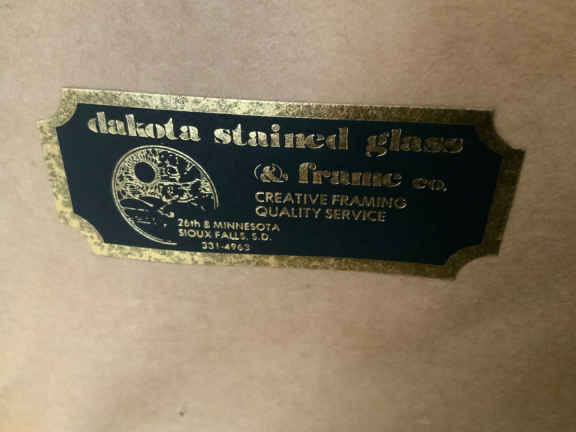 dakota stained glass
& frame co.
CREATIVE FRAMING
QUALITY SERVICE
26th & MINNESOTA
SIOUX FALLS, S.D.
331-4963